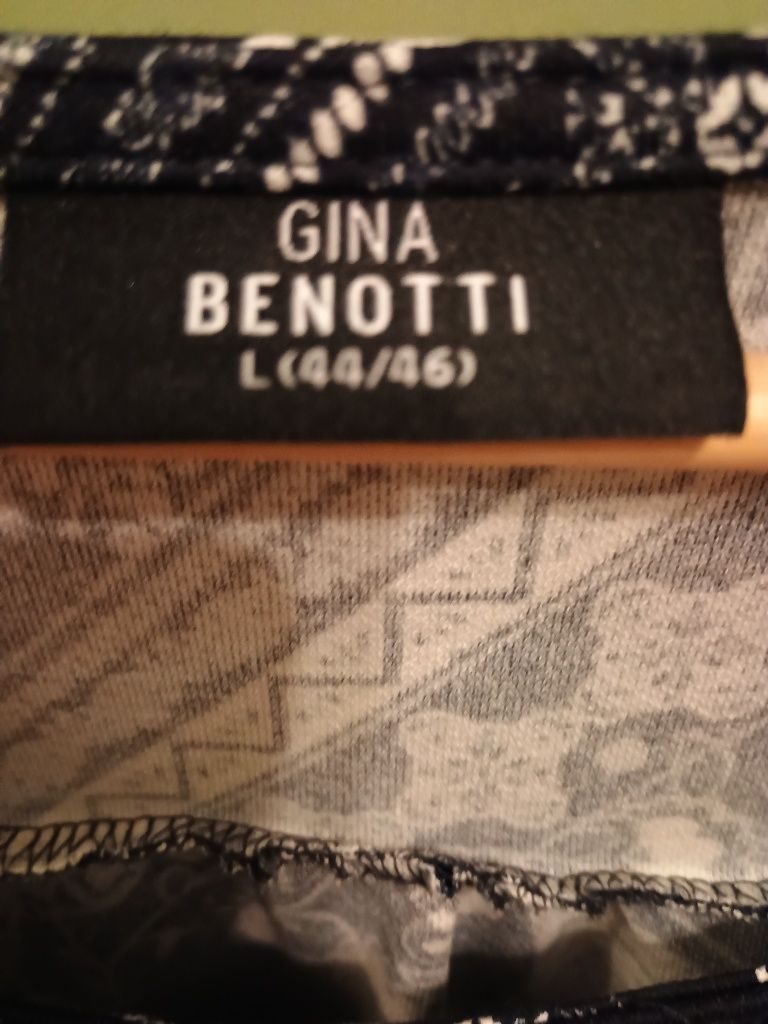 GINA
BENOTTI
L (44/46)